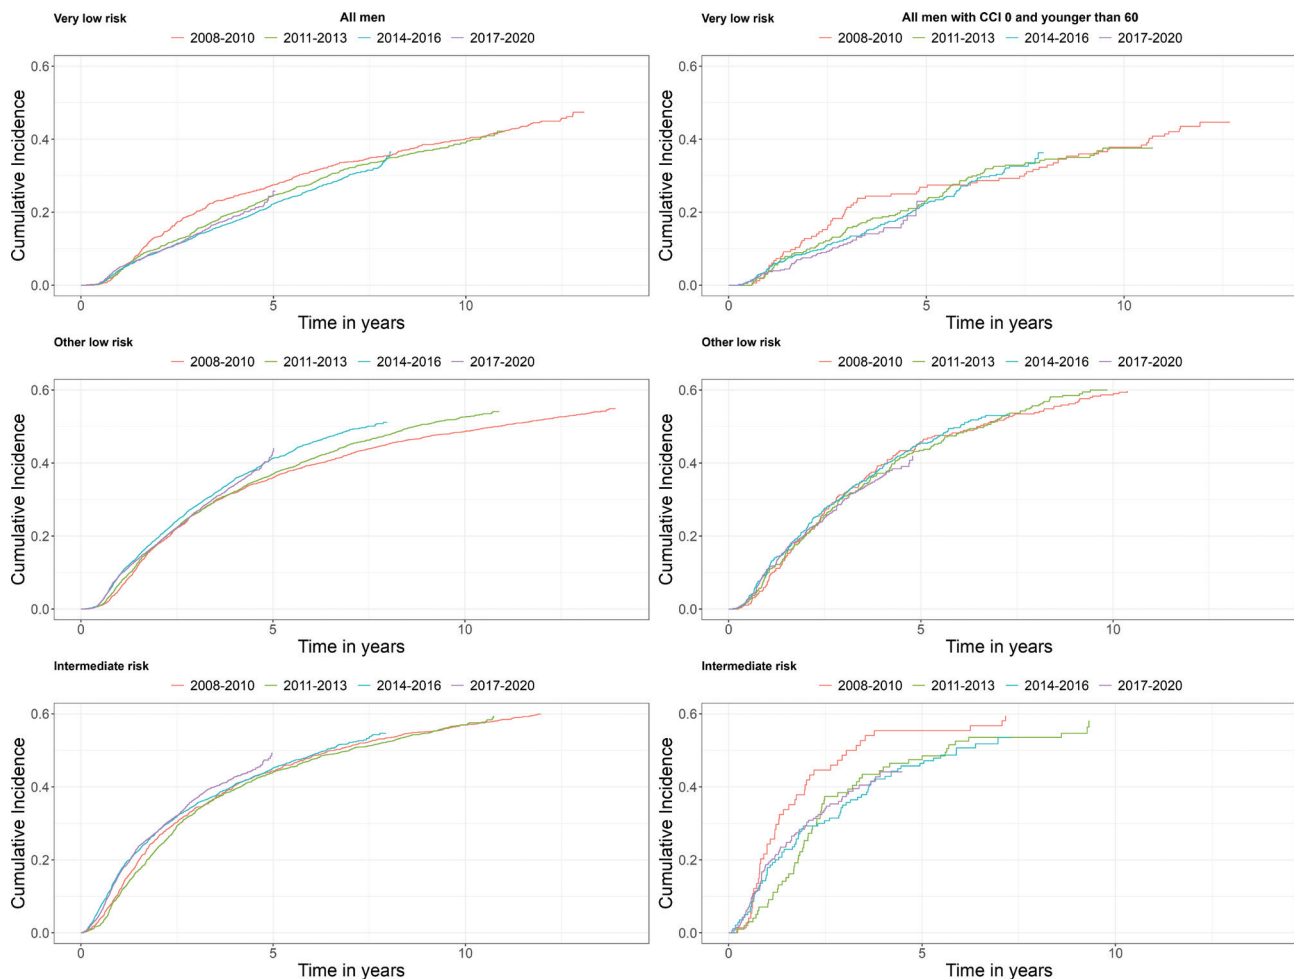 Very low risk All men
2008-2010 2011-2013 2014-2016 2017-2020
0.6
0.4
0.2
0.0
Cumulative Incidence
0 5 10
Time in years
Very low risk All men with CCI 0 and younger than 60
2008-2010 2011-2013 2014-2016 2017-2020
0.6
0.4
0.2
0.0
Cumulative Incidence
0 5 10
Time in years
Other low risk
2008-2010 2011-2013 2014-2016 2017-2020
0.6
0.4
0.2
0.0
Cumulative Incidence
0 5 10
Time in years
Other low risk
2008-2010 2011-2013 2014-2016 2017-2020
0.6
0.4
0.2
0.0
Cumulative Incidence
0 5 10
Time in years
Intermediate risk
2008-2010 2011-2013 2014-2016 2017-2020
0.6
0.4
0.2
0.0
Cumulative Incidence
0 5 10
Time in years
Intermediate risk
2008-2010 2011-2013 2014-2016 2017-2020
0.6
0.4
0.2
0.0
Cumulative Incidence
0 5 10
Time in years